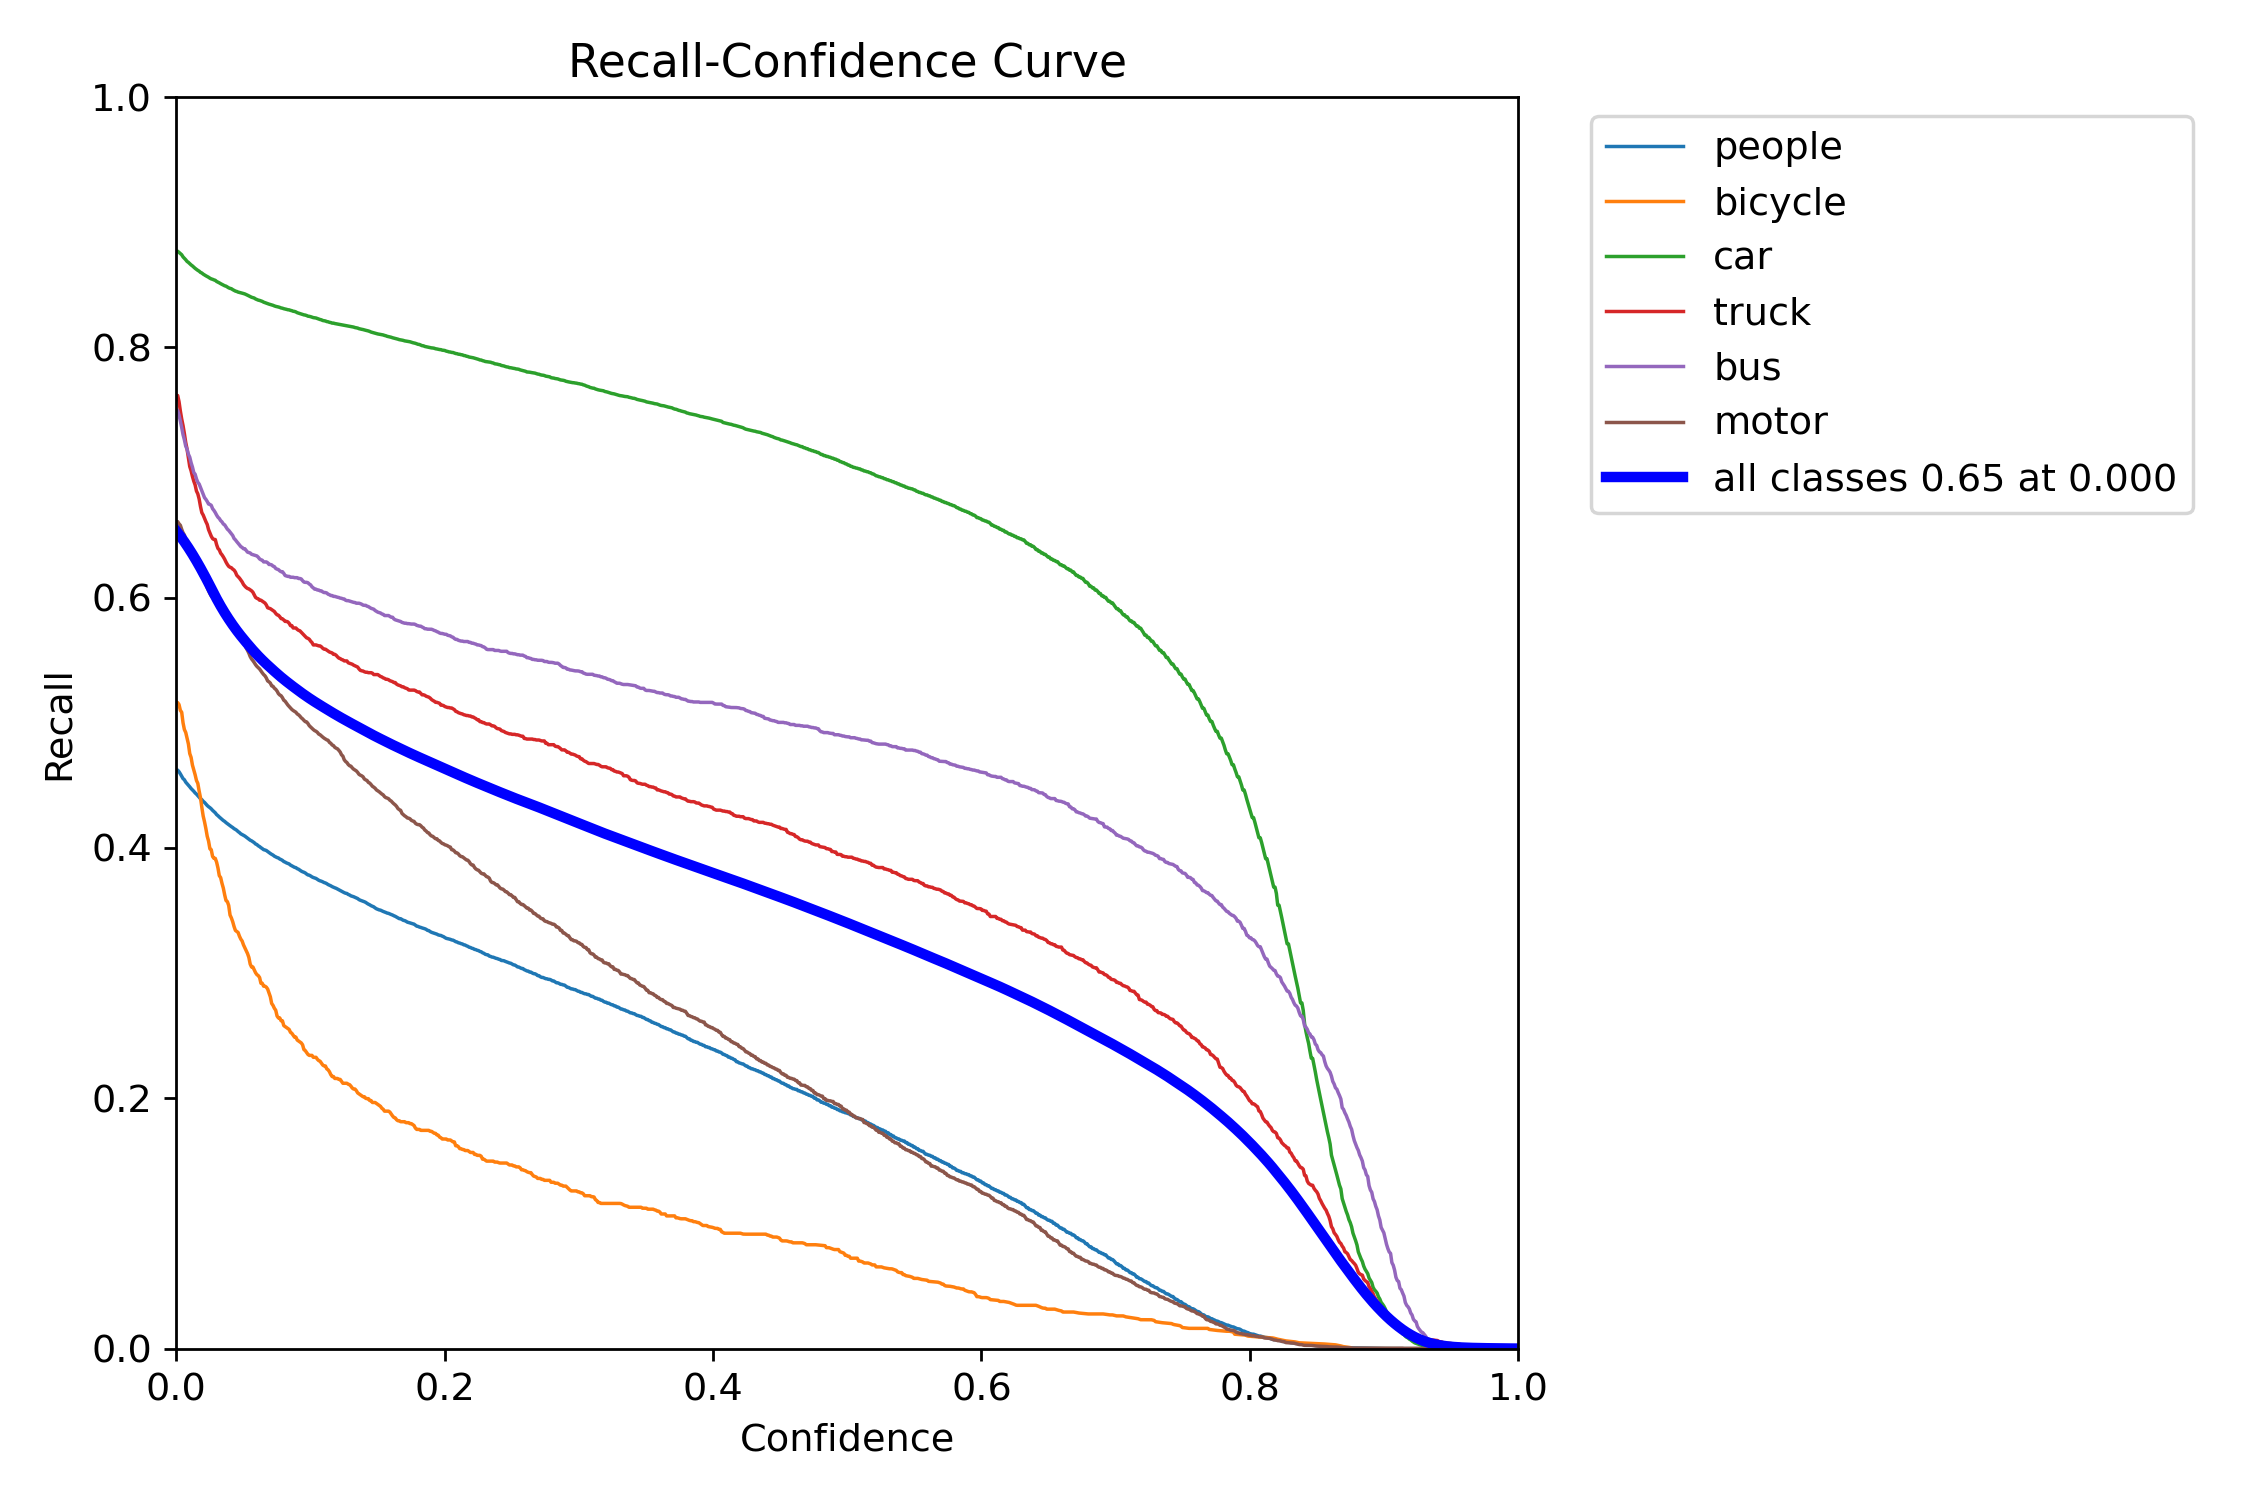 Recall-Confidence Curve
1.0
0.8
0.6
0.4
0.2
0.0
Recall
0.0 0.2 0.4 0.6 0.8 1.0
Confidence
people
bicycle
car
truck
bus
motor
all classes 0.65 at 0.000